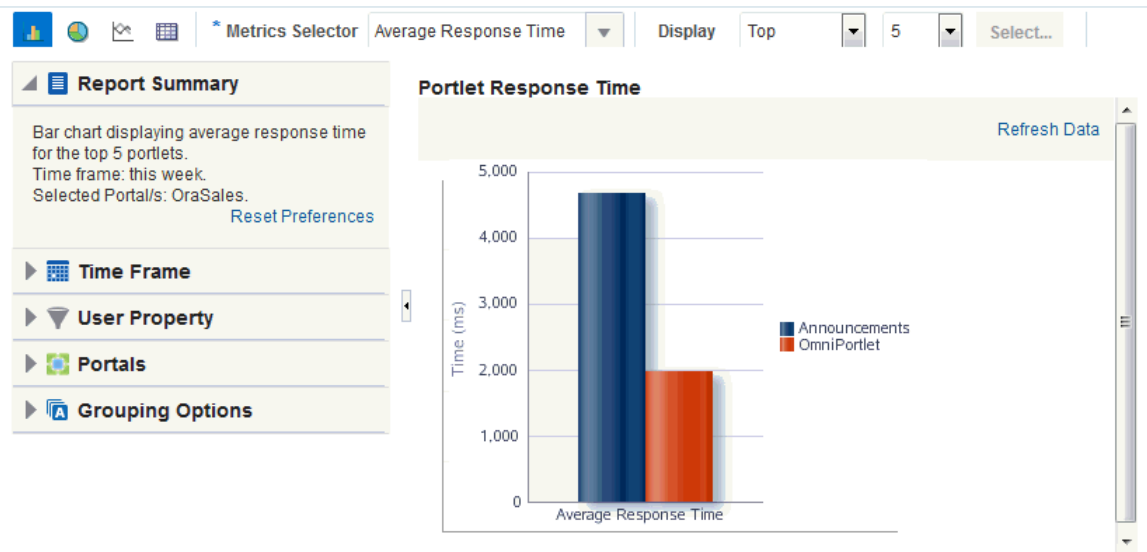 * Metrics Selector Average Response Time Display Top 5 Select...
Report Summary
Bar chart displaying average response time
for the top 5 portlets.
Time frame: this week.
Selected Portal/s: OraSales.
Reset Preferences
Time Frame
User Property
Portals
A Grouping Options
Portlet Response Time
Refresh Data
5,000
4,000
3,000
2,000
1,000
0
Time (ms)
Average Response Time
Announcements
OmniPortlet